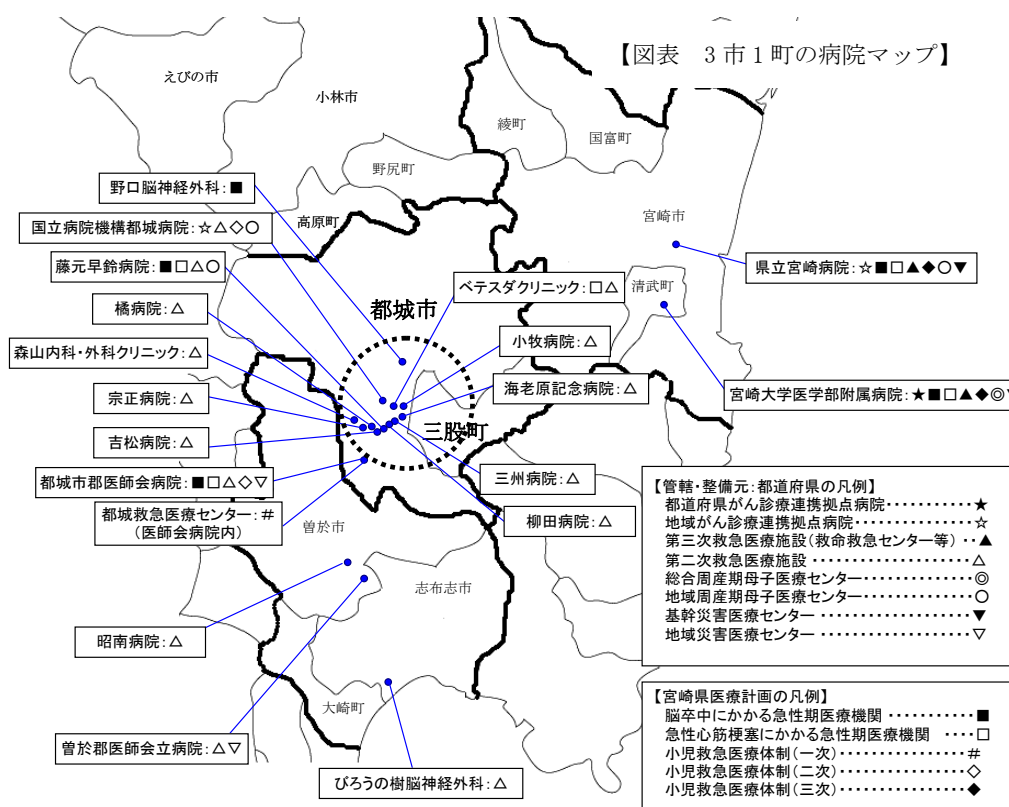 【図表　3市1町の病院マップ】
えびの市
小林市
綾町
国富町
野尻町
野口脳神経外科：■
国立病院機構都城病院：☆△◇○
高原町
宮崎市
藤元早鈴病院：■□△○
ベテスダクリニック：□△
県立宮崎病院：☆■□▲◆○▼
清武町
橘病院：△
都城市
小牧病院：△
森山内科・外科クリニック：△
海老原記念病院：△
宗正病院：△
宮崎大学医学部附属病院：★■□▲◆◎
三股町
吉松病院：△
三州病院：△
都城市郡医師会病院：■□△◇▽
都城救急医療センター：＃
（医師会病院内）
柳田病院：△
曽於市
志布志市
昭南病院：△
大崎町
曽於郡医師会立病院：△▽
びろうの樹脳神経外科：△
【管轄・整備元：都道府県の凡例】
都道府県がん診療連携拠点病院・・・・・・・・・・★
地域がん診療連携拠点病院・・・・・・・・・・・・・・☆
第三次救急医療施設（救命救急センター等）・・▲
第二次救急医療施設・・・・・・・・・・・・・・・・・・・△
総合周産期母子医療センター・・・・・・・・・・・・・◎
地域周産期母子医療センター・・・・・・・・・・・・・○
基幹災害医療センター・・・・・・・・・・・・・・・・・・▼
地域災害医療センター・・・・・・・・・・・・・・・・・・▽
【宮崎県医療計画の凡例】
脳卒中にかかる急性期医療機関・・・・・・・・・・・■
急性心筋梗塞にかかる急性期医療機関・・・・□
小児救急医療体制（一次）・・・・・・・・・・・・・・・＃
小児救急医療体制（二次）・・・・・・・・・・・・・・・◇
小児救急医療体制（三次）・・・・・・・・・・・・・・・◆